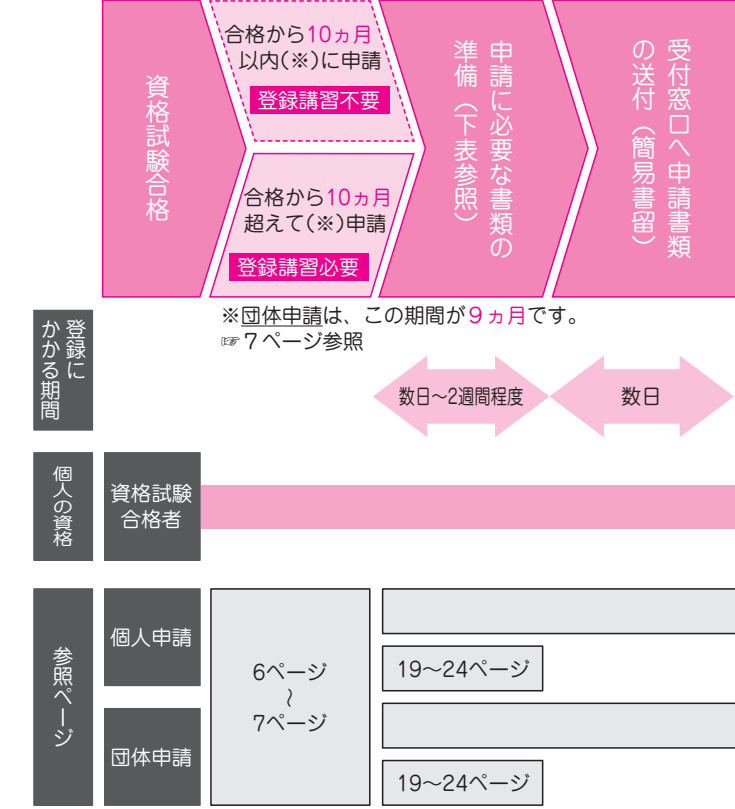 資格試験合格
合格から10ヵ月
以内(※)に申請
登録講習不要
合格から10ヵ月
超えて(※)申請
登録講習必要
申請に必要な書類の
準備（下表参照）
受付窓口へ申請書類
の送付（簡易書留）
※団体申請は、この期間が９ヵ月です。
☞７ページ参照
登録に
かかる期間
数日～2週間程度
数日
個人の資格
資格試験
合格者
参照ページ
個人申請
団体申請
6ページ
～
7ページ
19～24ページ
19～24ページ